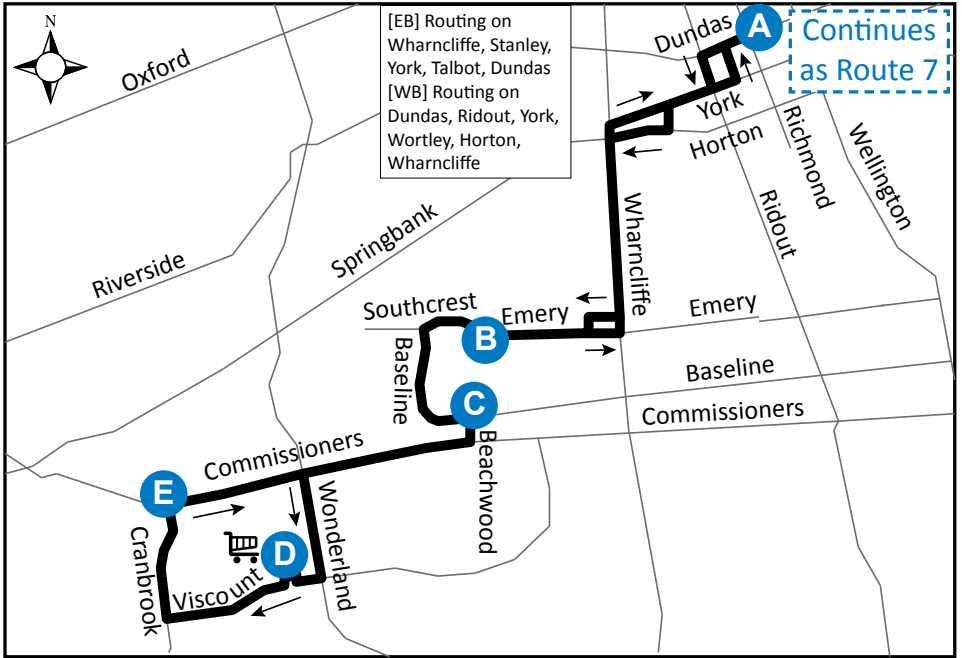 N
[EB] Routing on
Wharncliffe, Stanley,
York, Talbot, Dundas
[WB] Routing on
Dundas, Ridout, York,
Wortley, Horton,
Wharncliffe
Dundas
A
Continues
as Route 7
Oxford
York
Horton
Richmond
Wellington
Ridout
Wharncliffe
Springbank
Riverside
Southcrest
Emery
Emery
B
Baseline
Baseline
C
Commissioners
Beachwood
Commissioners
E
Wonderland
D
Cranbrook
Viscount